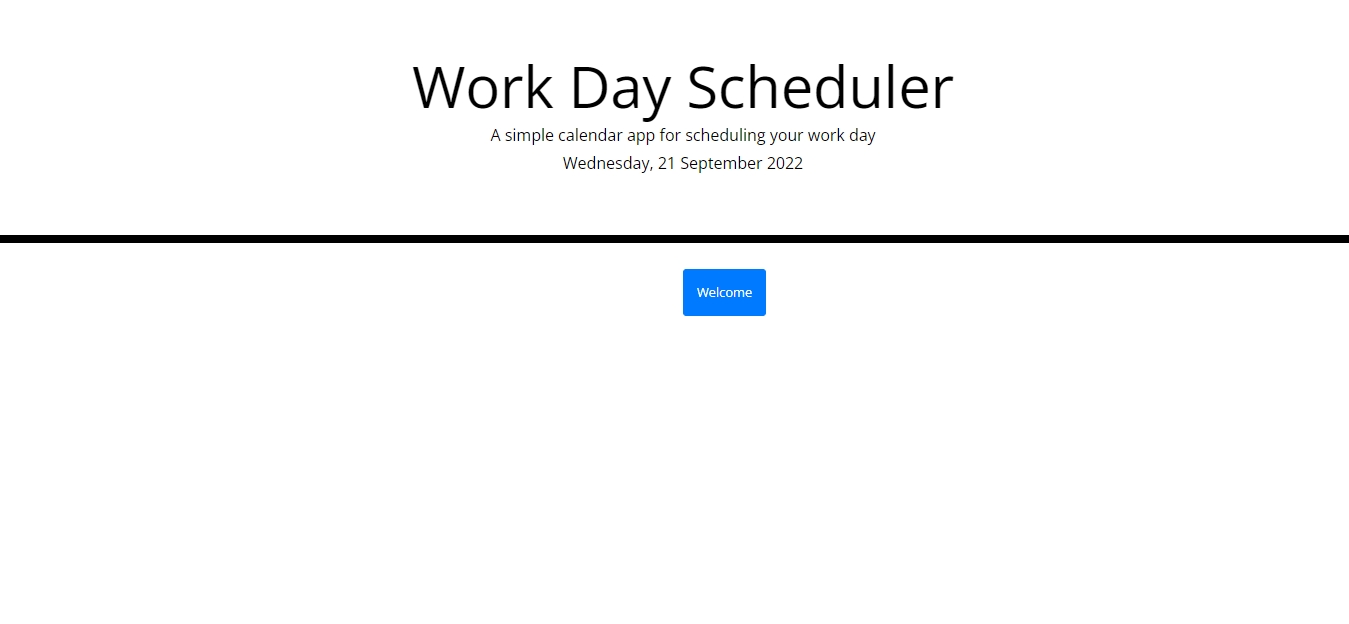 Work Day Scheduler
A simple calendar app for scheduling your work day
Wednesday, 21 September 2022
Welcome